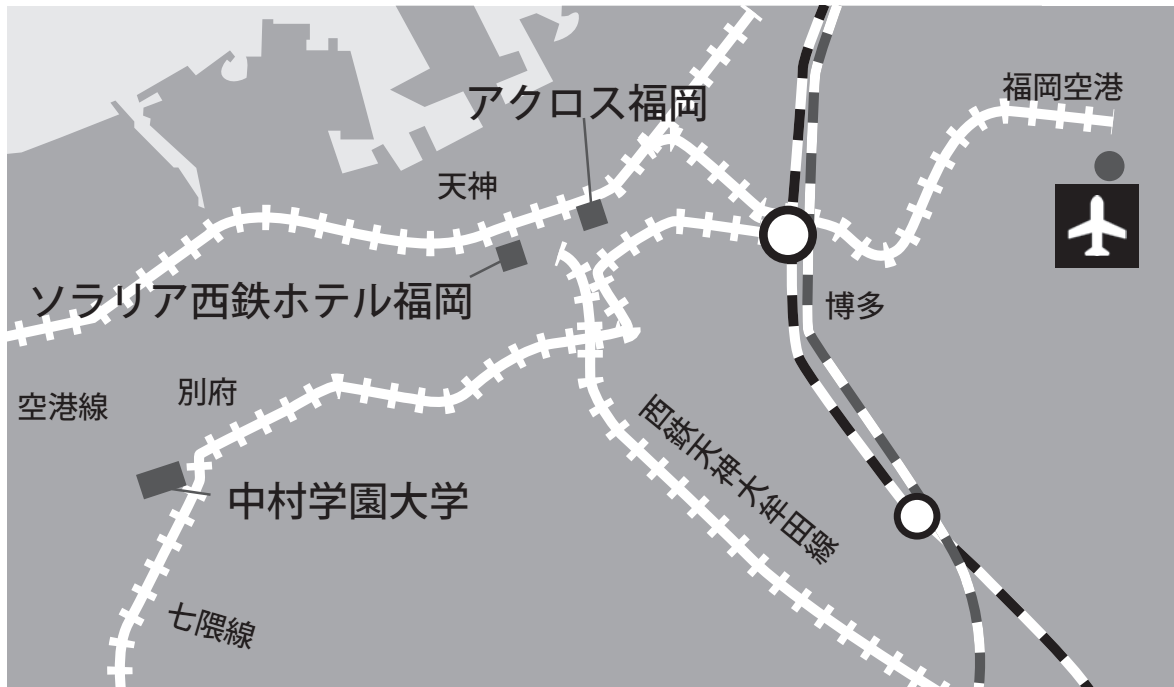 アクロス福岡
福岡空港
天神
ソラリア西鉄ホテル福岡
博多
別府
空港線
西鉄天神大牟田線
中村学園大学
七隈線